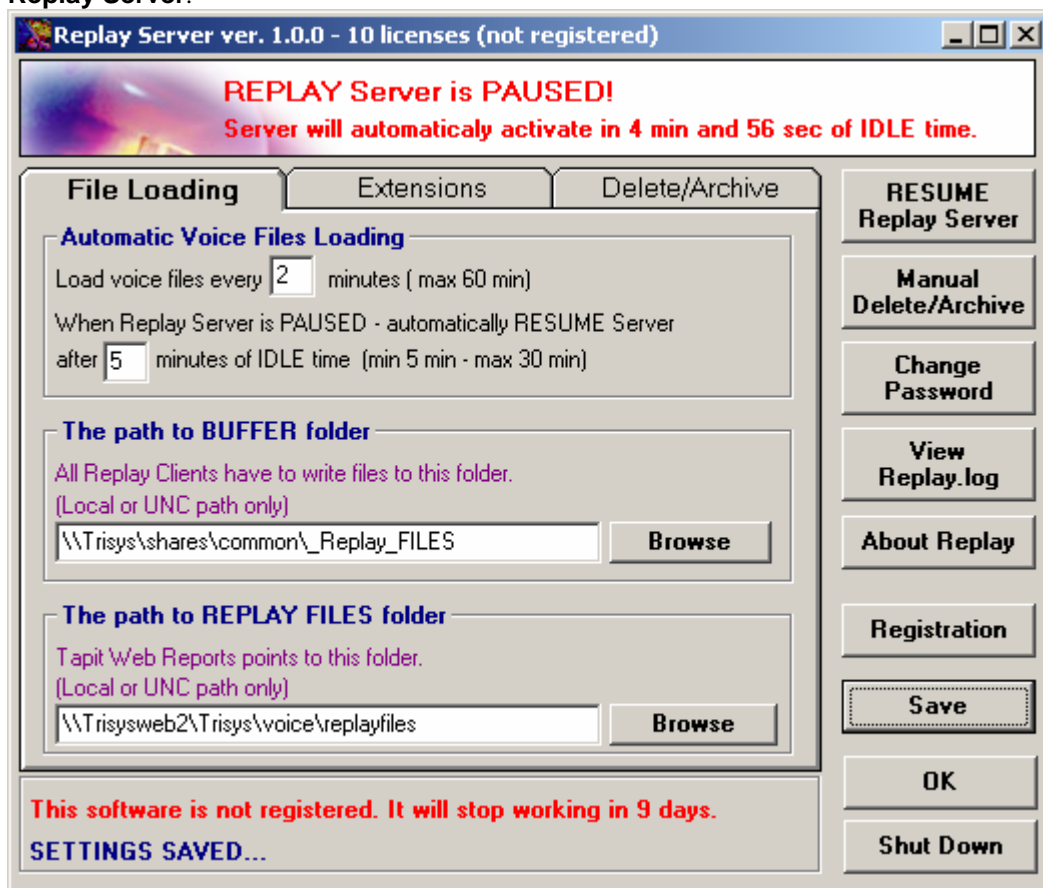 Replay Server.
Replay Server ver. 1.0.0 - 10 licenses (not registered)
REPLAY Server is PAUSED!
Server will automaticaly activate in 4 min and 56 sec of IDLE time.
File Loading
Extensions
Delete/Archive
Automatic Voice Files Loading
Load voice files every 2 minutes ( max 60 min)
When Replay Server is PAUSED - automatically RESUME Server
after 5 minutes of IDLE time (min 5 min - max 30 min)
The path to BUFFER folder
All Replay Clients have to write files to this folder.
(Local or UNC path only)
\\Trisys\shares\common\_Replay_FILES
Browse
The path to REPLAY FILES folder
Tapit Web Reports points to this folder.
(Local or UNC path only)
\\Trisysweb2\Trisys\voice\replayfiles
Browse
RESUME
Replay Server
Manual
Delete/Archive
Change
Password
View
Replay.log
About Replay
Registration
Save
OK
Shut Down
This software is not registered. It will stop working in 9 days.
SETTINGS SAVED...